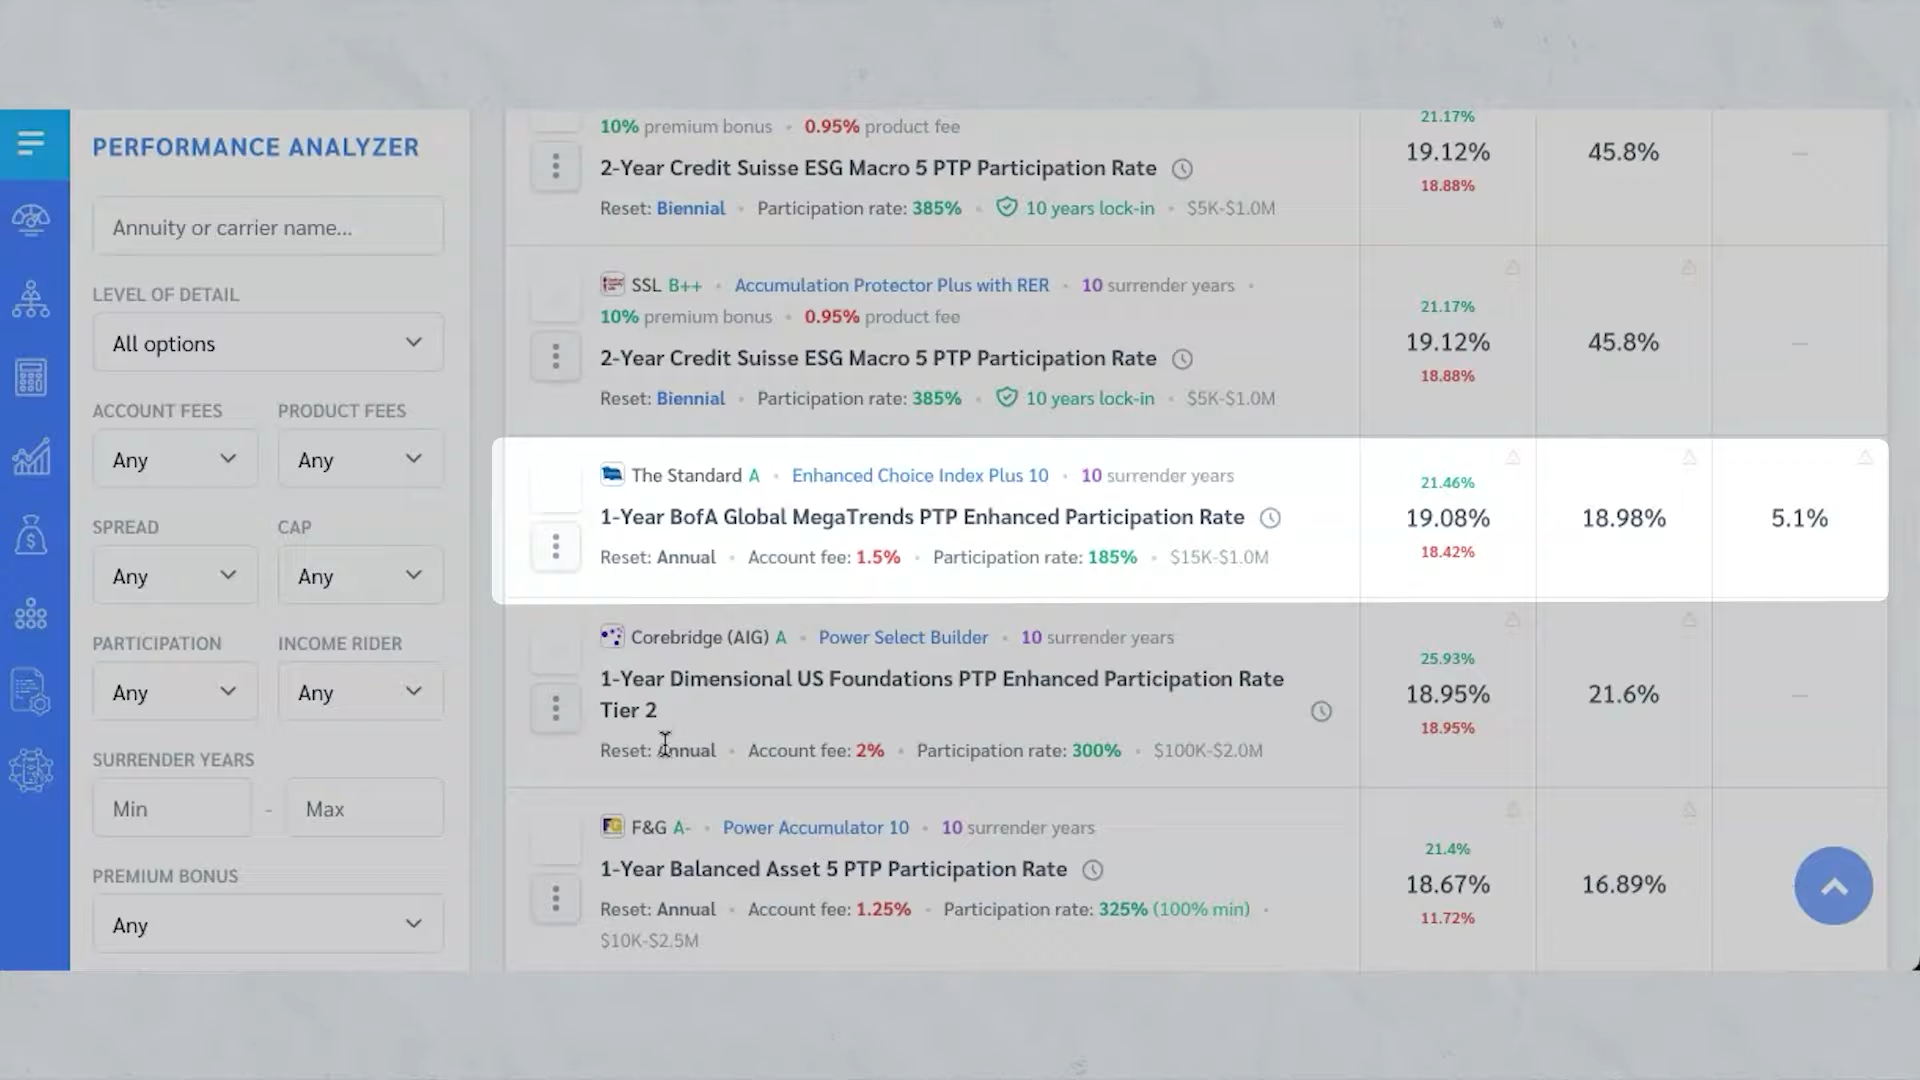 PERFORMANCE ANALYZER
Annuity or carrier name...
LEVEL OF DETAIL
All options
ACCOUNT FEES
PRODUCT FEES
Any
Any
SPREAD
CAP
Any
Any
PARTICIPATION
INCOME RIDER
Any
Any
SURRENDER YEARS
Min - Max
PREMIUM BONUS
Any
10% premium bonus • 0.95% product fee
2-Year Credit Suisse ESG Macro 5 PTP Participation Rate
Reset: Biennial • Participation rate: 385% • 10 years lock-in • $5K-$1.0M
21.17%
19.12%
18.88%
45.8%
—
SSL B++ • Accumulation Protector Plus with RER • 10 surrender years •
10% premium bonus • 0.95% product fee
2-Year Credit Suisse ESG Macro 5 PTP Participation Rate
Reset: Biennial • Participation rate: 385% • 10 years lock-in • $5K-$1.0M
21.17%
19.12%
18.88%
45.8%
—
The Standard A • Enhanced Choice Index Plus 10 • 10 surrender years
1-Year BofA Global MegaTrends PTP Enhanced Participation Rate
Reset: Annual • Account fee: 1.5% • Participation rate: 185% • $15K-$1.0M
21.46%
19.08%
18.42%
18.98%
5.1%
Corebridge (AIG) A • Power Select Builder • 10 surrender years
1-Year Dimensional US Foundations PTP Enhanced Participation Rate
Tier 2
Reset: Annual • Account fee: 2% • Participation rate: 300% • $100K-$2.0M
25.93%
18.95%
18.95%
21.6%
—
F&G A- • Power Accumulator 10 • 10 surrender years
1-Year Balanced Asset 5 PTP Participation Rate
Reset: Annual • Account fee: 1.25% • Participation rate: 325% (100% min) •
$10K-$2.5M
21.4%
18.67%
11.72%
16.89%